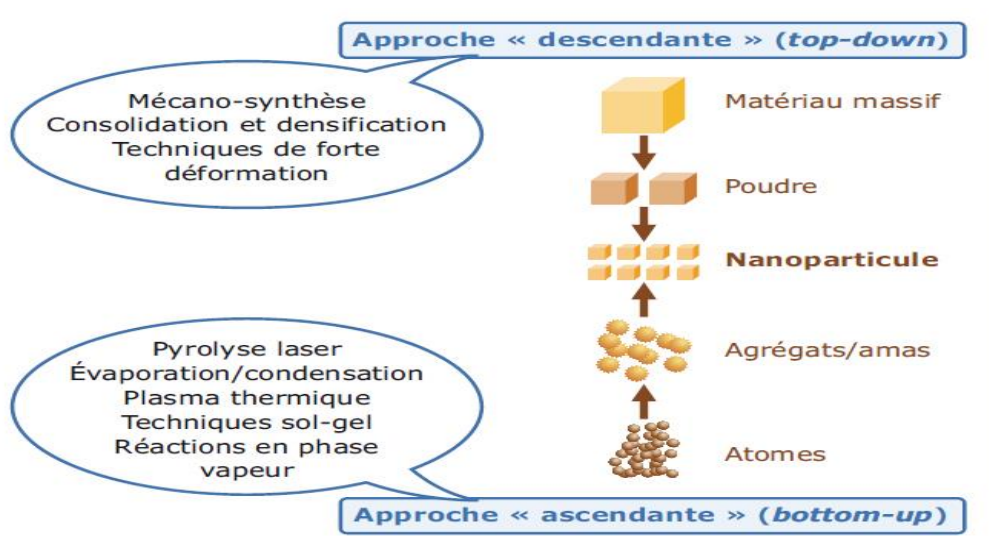 Approche « descendante » (top-down)
Mécano-synthèse
Consolidation et densification
Techniques de forte
déformation
Matériau massif
Poudre
Nanoparticule
Agrégats/amas
Atomes
Pyrolyse laser
Évaporation/condensation
Plasma thermique
Techniques sol-gel
Réactions en phase
vapeur
Approche « ascendante » (bottom-up)